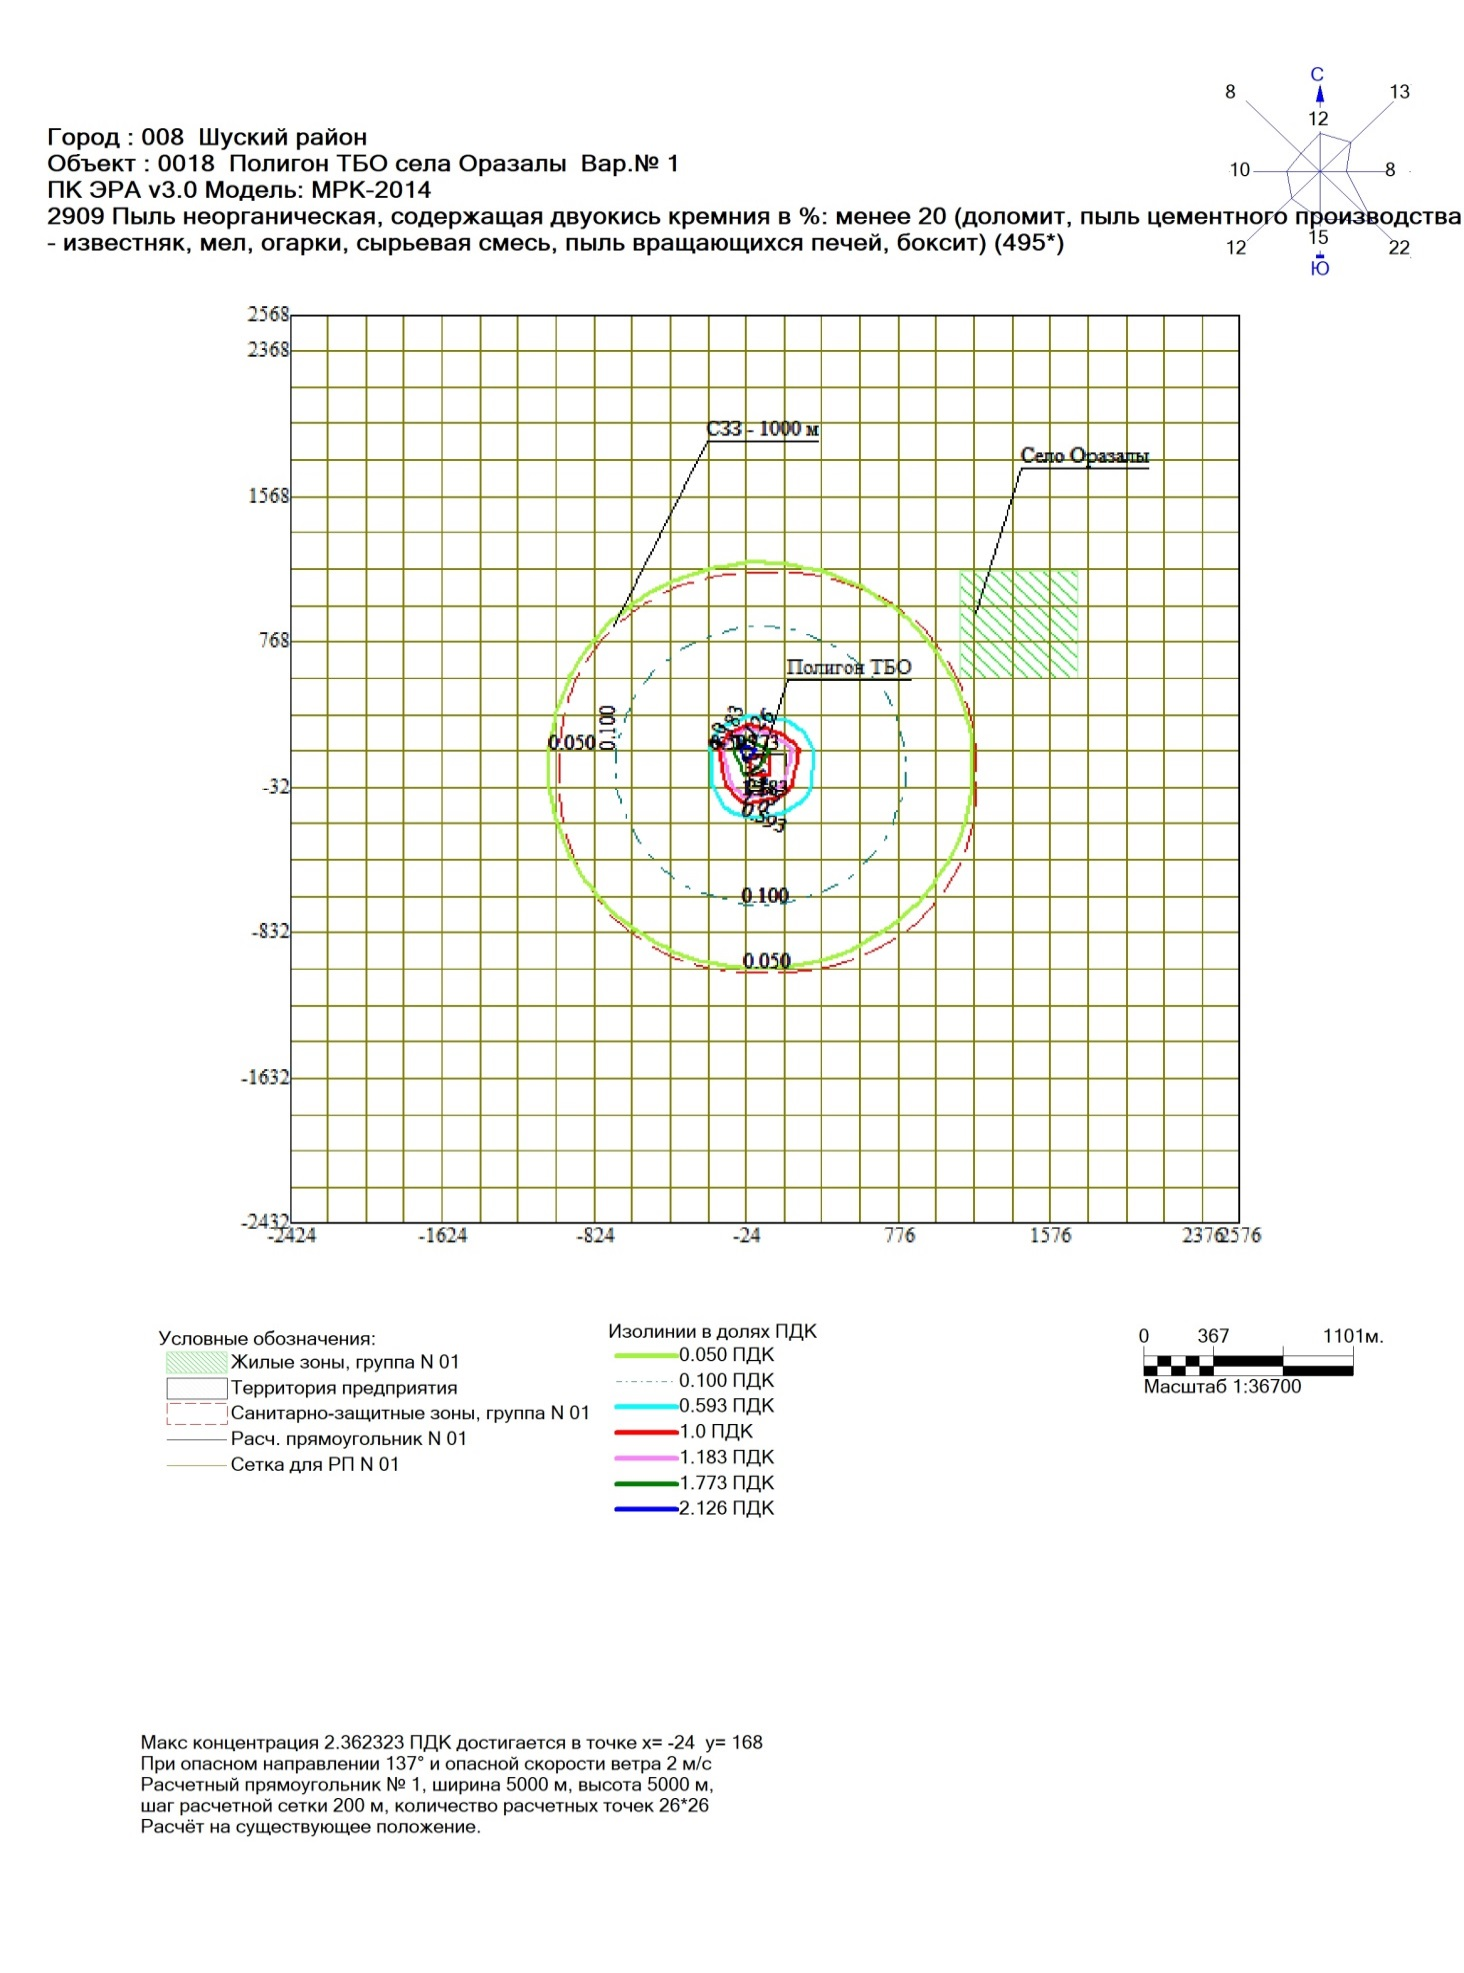 С
8
13
12
10
8
12
15
22
Ю
Город : 008 Шуский район
Объект : 0018 Полигон ТБО села Оразалы Вар.№ 1
ПК ЭРА v3.0 Модель: МРК-2014
2909 Пыль неорганическая, содержащая двуокись кремния в %: менее 20 (доломит, пыль цементного производства
- известняк, мел, огарки, сырьевая смесь, пыль вращающихся печей, боксит) (495*)
2568
2368
СЗЗ - 1000 м
Село Оразалы
1568
768
Полигон ТБО
0.100
0.050
-32
0.100
-832
0.050
-1632
-2432
-2424
-1624
-824
-24
776
1576
2376
2576
Условные обозначения:
Жилые зоны, группа N 01
Территория предприятия
Санитарно-защитные зоны, группа N 01
Расч. прямоугольник N 01
Сетка для РП N 01
Изолинии в долях ПДК
0.050 ПДК
0.100 ПДК
0.593 ПДК
1.0 ПДК
1.183 ПДК
1.773 ПДК
2.126 ПДК
0 367 1101м.
Масштаб 1:36700
Макс концентрация 2.362323 ПДК достигается в точке x= -24 y= 168
При опасном направлении 137° и опасной скорости ветра 2 м/с
Расчетный прямоугольник № 1, ширина 5000 м, высота 5000 м,
шаг расчетной сетки 200 м, количество расчетных точек 26*26
Расчёт на существующее положение.